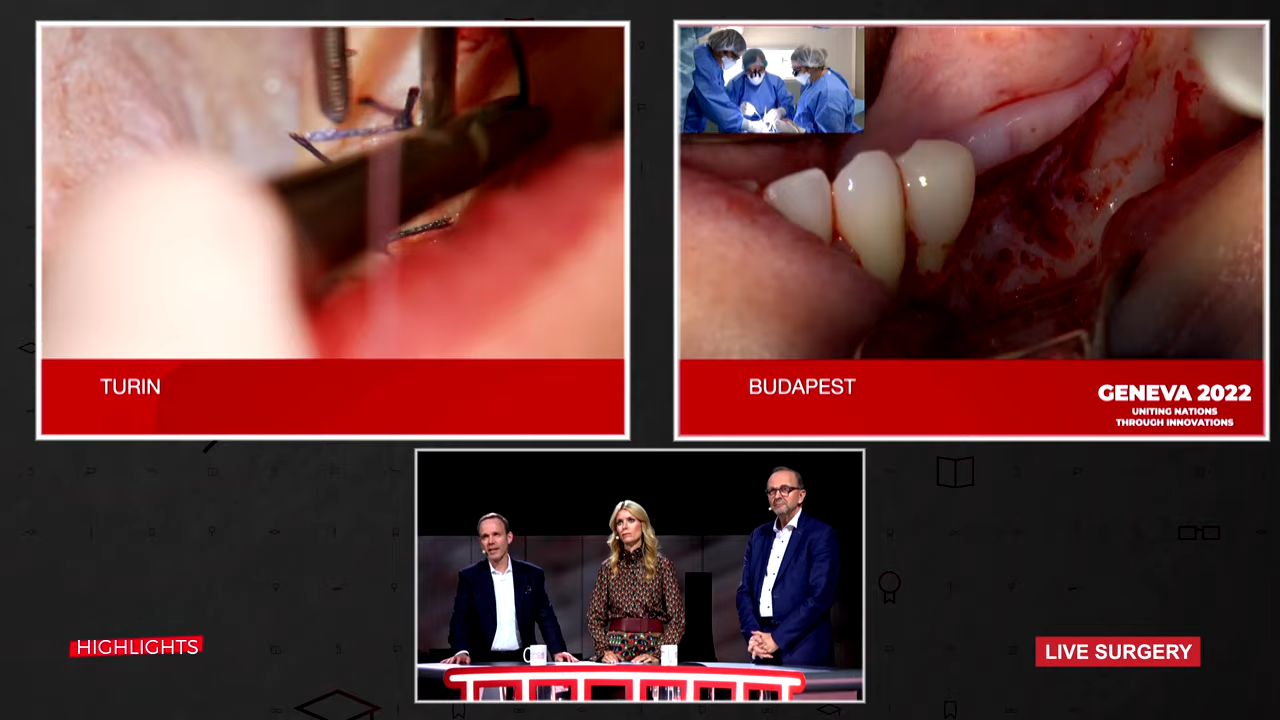 TURIN
BUDAPEST
GENEVA 2022
UNITING NATIONS
THROUGH INNOVATIONS
HIGHLIGHTS
LIVE SURGERY